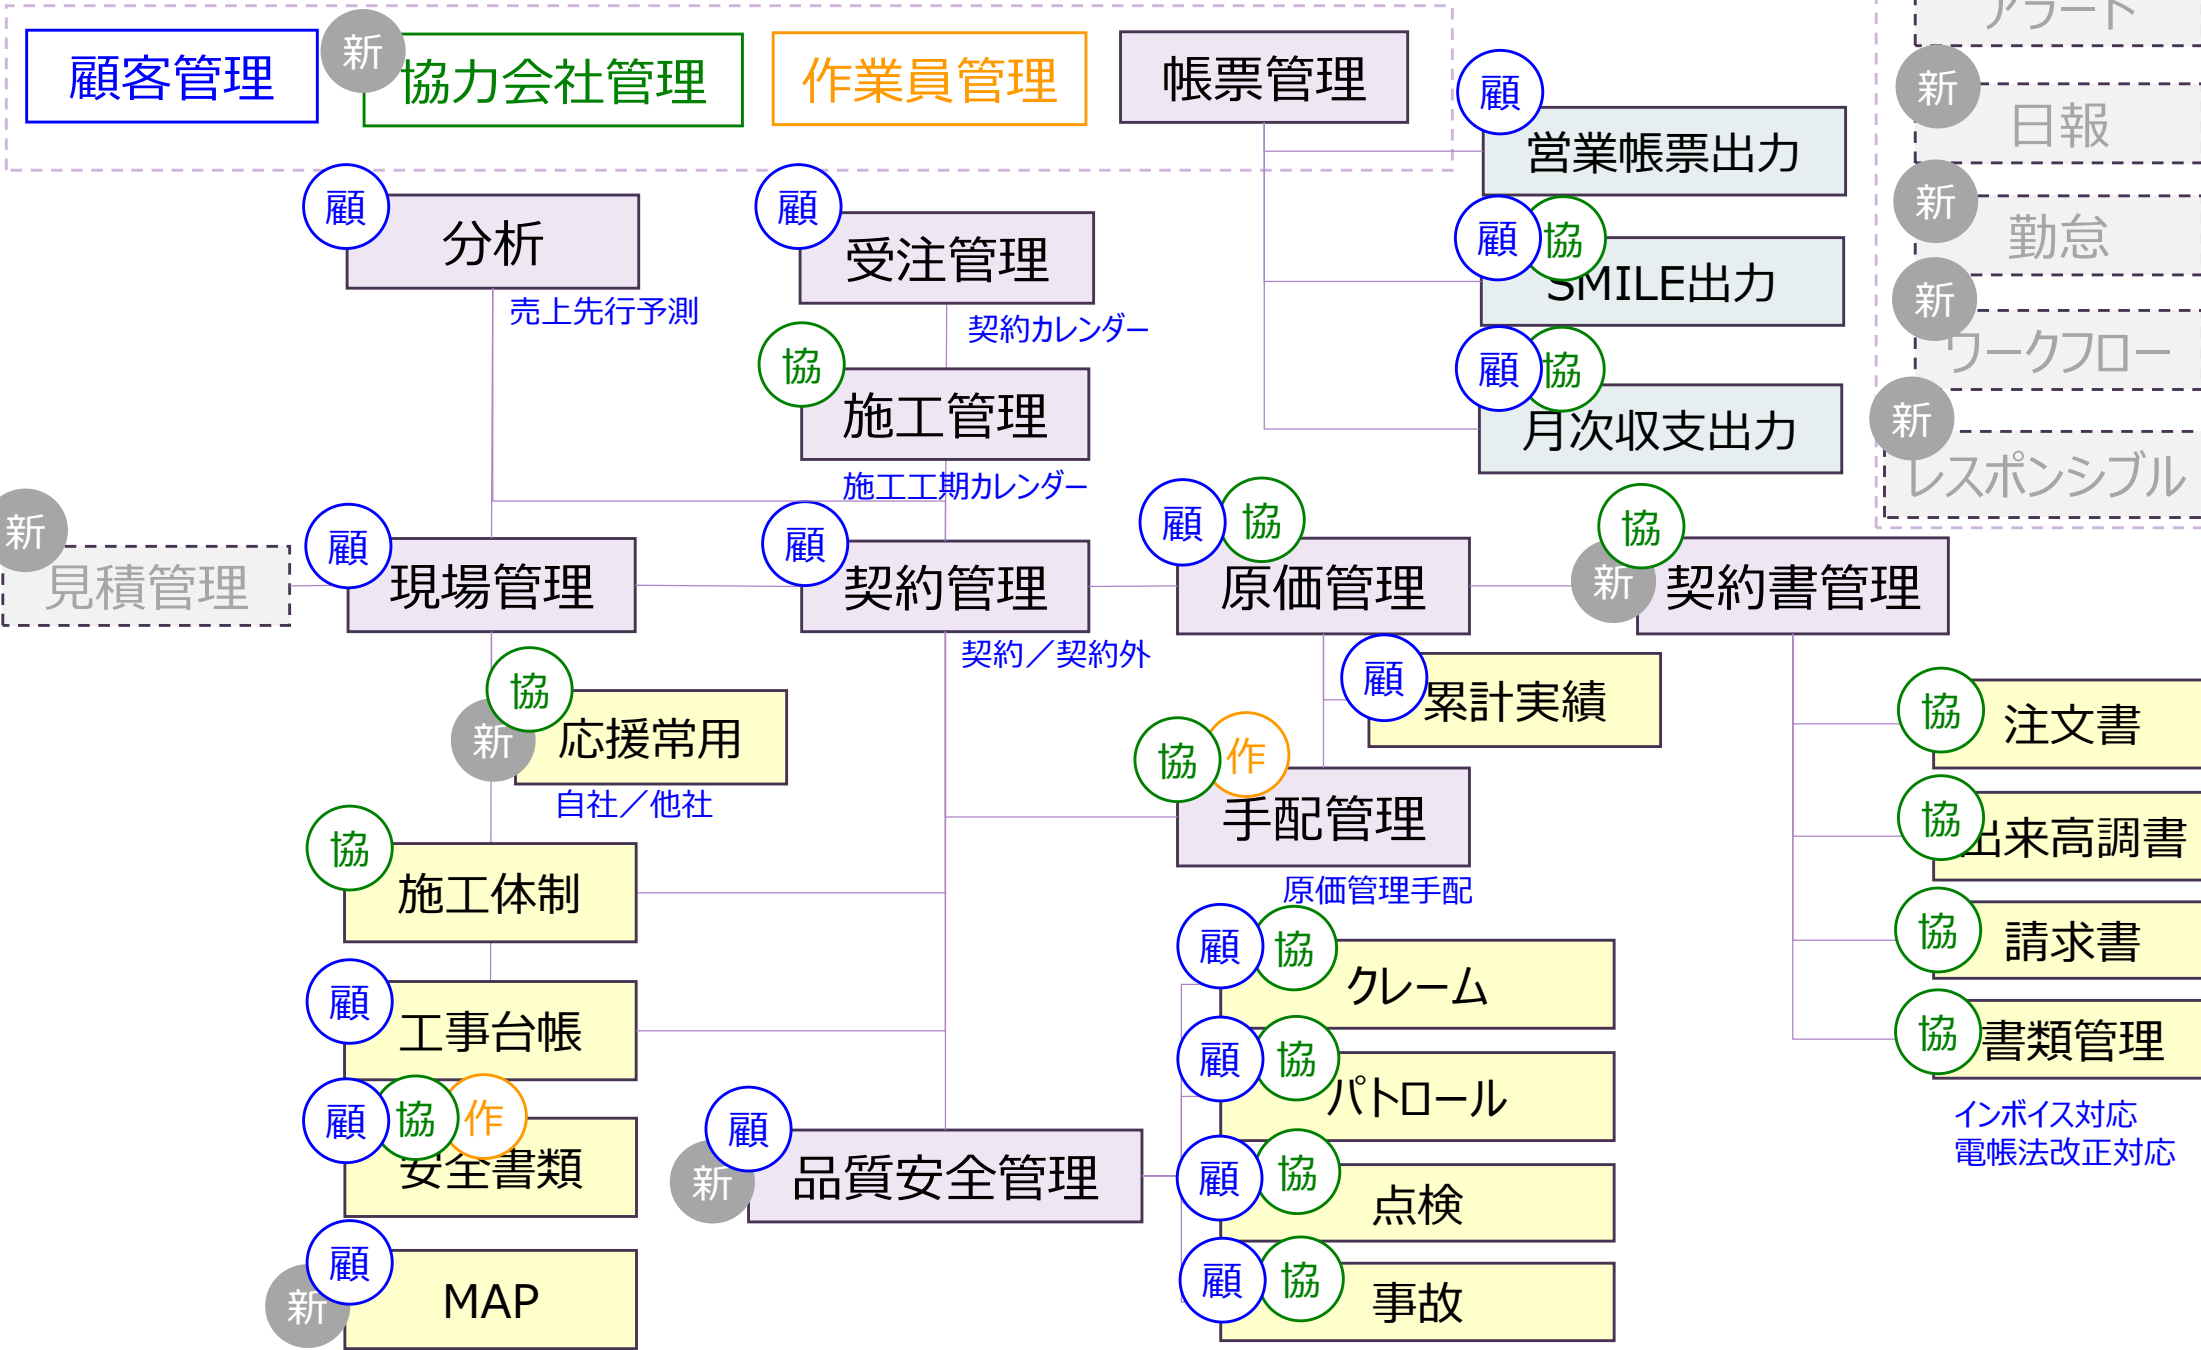 顧客管理
新
協力会社管理
作業員管理
帳票管理
アラート
顧
営業帳票出力
新
日報
顧
分析
売上先行予測
顧
受注管理
契約カレンダー
顧
協
SMILE出力
新
勤怠
新
ワークフロー
協
施工管理
施工工期カレンダー
顧
協
月次収支出力
新
レスポンシブル
新
見積管理
顧
現場管理
顧
契約管理
契約／契約外
顧
協
原価管理
協
新
契約書管理
協
新
応援常用
自社／他社
顧
累計実績
協
作
手配管理
原価管理手配
協
注文書
協
出来高調書
協
請求書
協
書類管理
インボイス対応
電帳法改正対応
協
施工体制
顧
工事台帳
顧
協
作
安全書類
顧
新
MAP
顧
新
品質安全管理
顧
協
クレーム
顧
協
パトロール
顧
協
点検
顧
協
事故